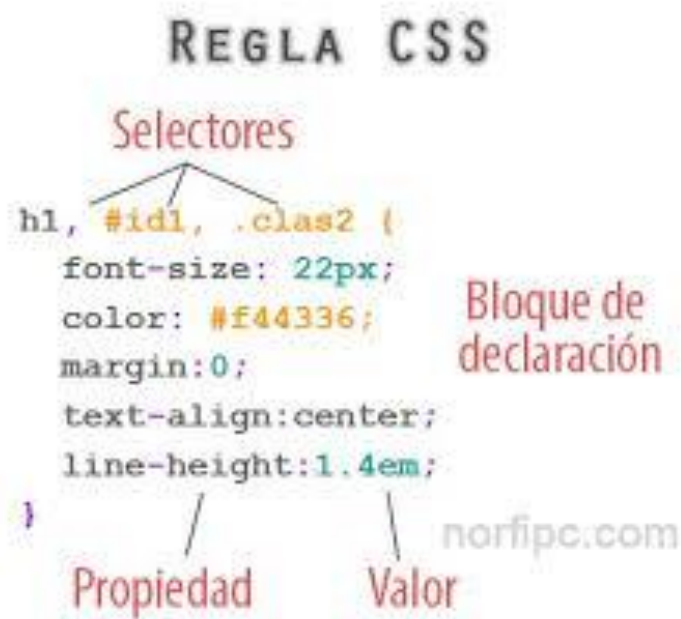 REGLA CSS
Selectores
h1, #id1, .clas2 {
font-size: 22px;
color: #f44336;
margin:0;
text-align:center;
line-height:1.4em;
}
Bloque de
declaración
norfipc.com
Propiedad Valor